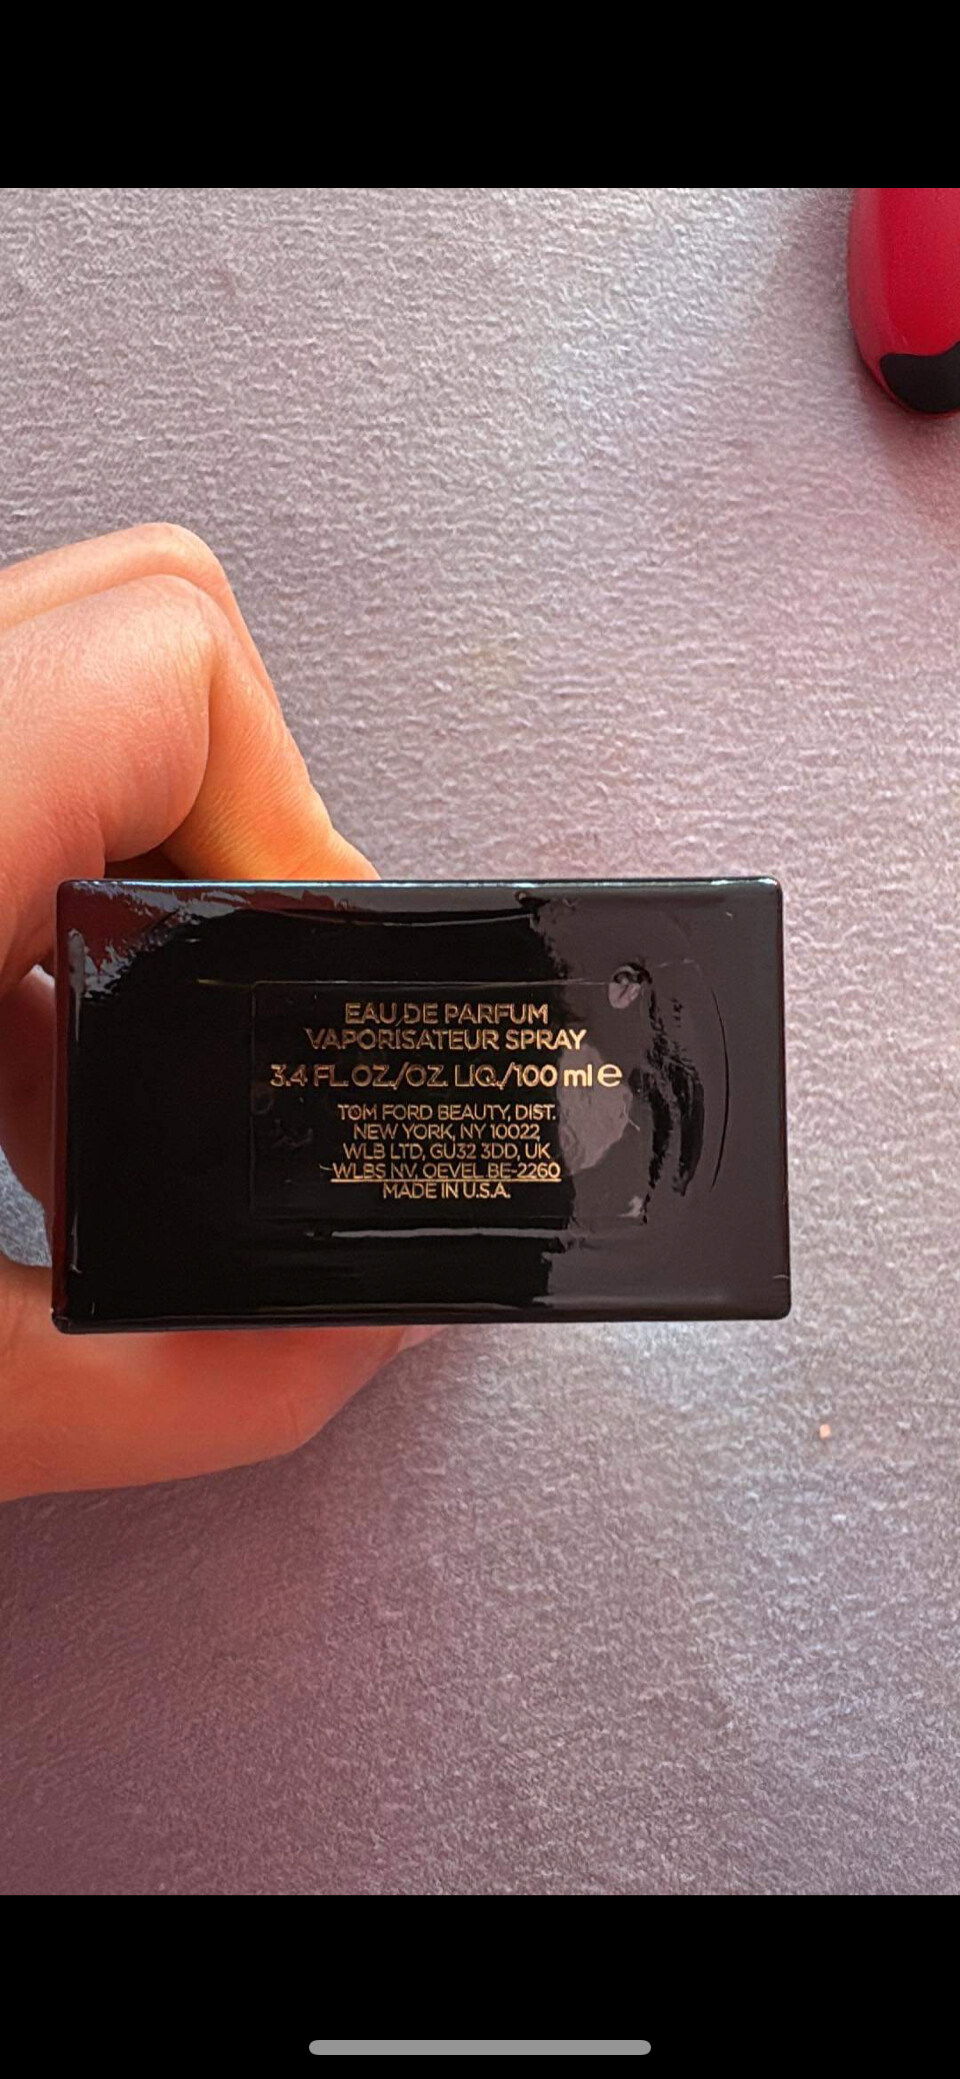 EAU DE PARFUM
VAPORISATEUR SPRAY
3.4 FL.OZ./OZ. LIQ./100 ml e
TOM FORD BEAUTY, DIST.
NEW YORK, NY 10022
WLB LTD, GU32 3DD, UK
WLBS NV, OEVEL BE-2260
MADE IN U.S.A.